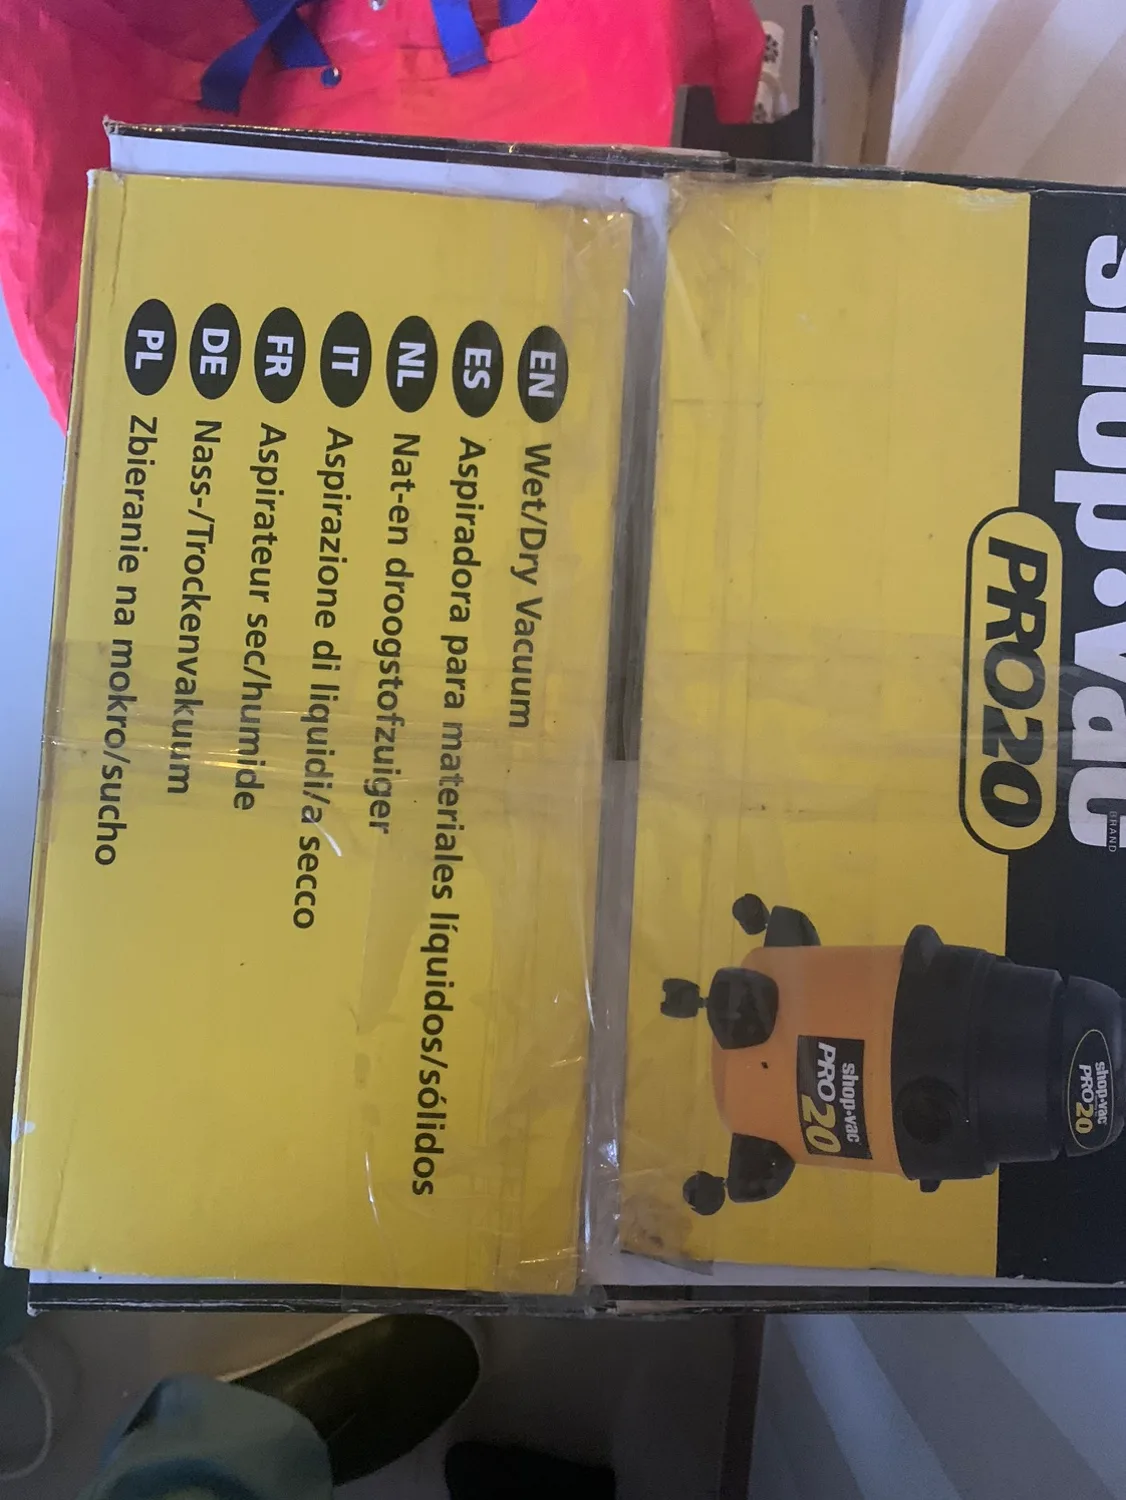 shop·vac
BRAND
PRO20
shop·vac
PRO20
shop·vac
PRO20
EN Wet/Dry Vacuum
ES Aspiradora para materiales líquidos/sólidos
NL Nat-en droogstofzuiger
IT Aspirazione di liquidi/a secco
FR Aspirateur sec/humide
DE Nass-/Trockenvakuum
PL Zbieranie na mokro/sucho